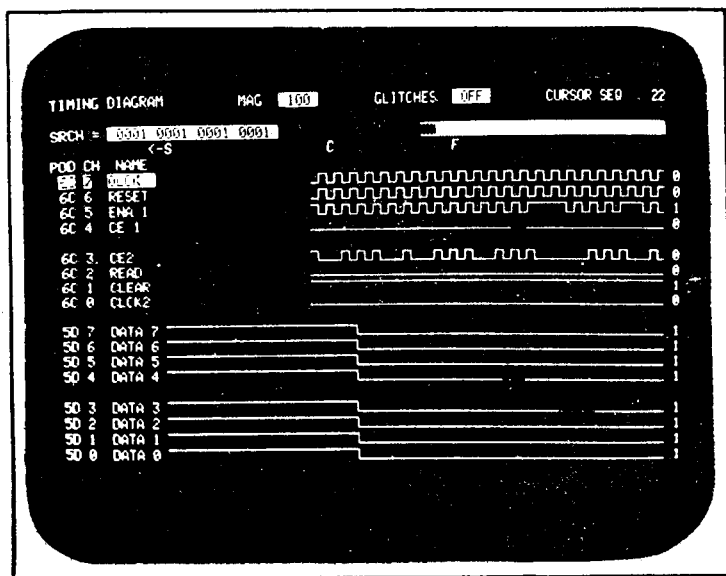 TIMING DIAGRAM MAG 100 GLITCHES OFF CURSOR SEQ 22
SRCH = 0001 0001 0001 0001
<-S C F
POD CH NAME
7 0
6C 6 RESET 0
6C 5 ENA 1 1
6C 4 CE 1 0
6C 3 CE2 0
6C 2 READ 0
6C 1 CLEAR 1
6C 0 CLCK2 0
5D 7 DATA 7 1
5D 6 DATA 6 1
5D 5 DATA 5 1
5D 4 DATA 4 1
5D 3 DATA 3 1
5D 2 DATA 2 1
5D 1 DATA 1 1
5D 0 DATA 0 1